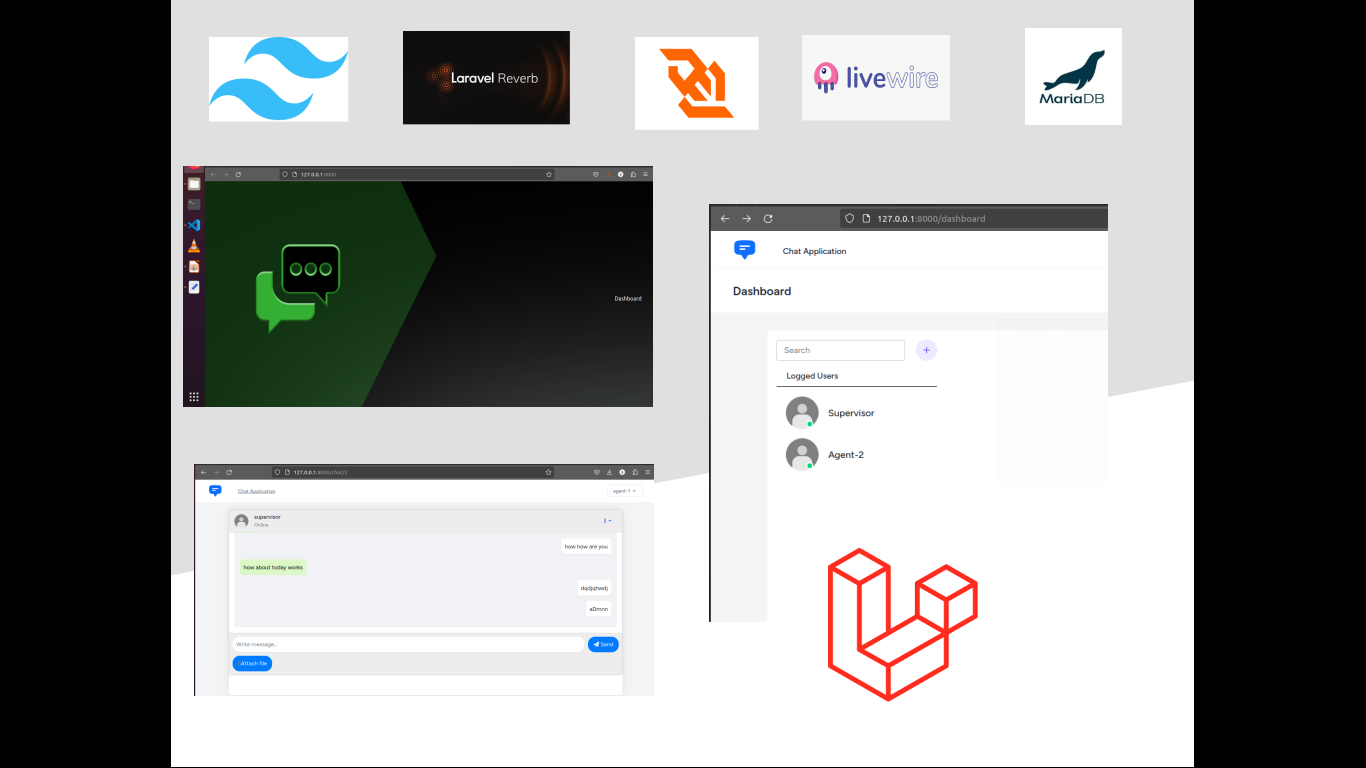 Laravel Reverb
livewire
MariaDB
127.0.0.1:8000
Dashboard
127.0.0.1:8000/dashboard
Chat Application
Dashboard
Search
+
Logged Users
Supervisor
Agent-2
127.0.0.1:8000/chat/2
Chat Application
agent-1
supervisor
Online
how how are you
how about today works
dqdjqhwdj
aDmnn
Write message...
Send
Attach file